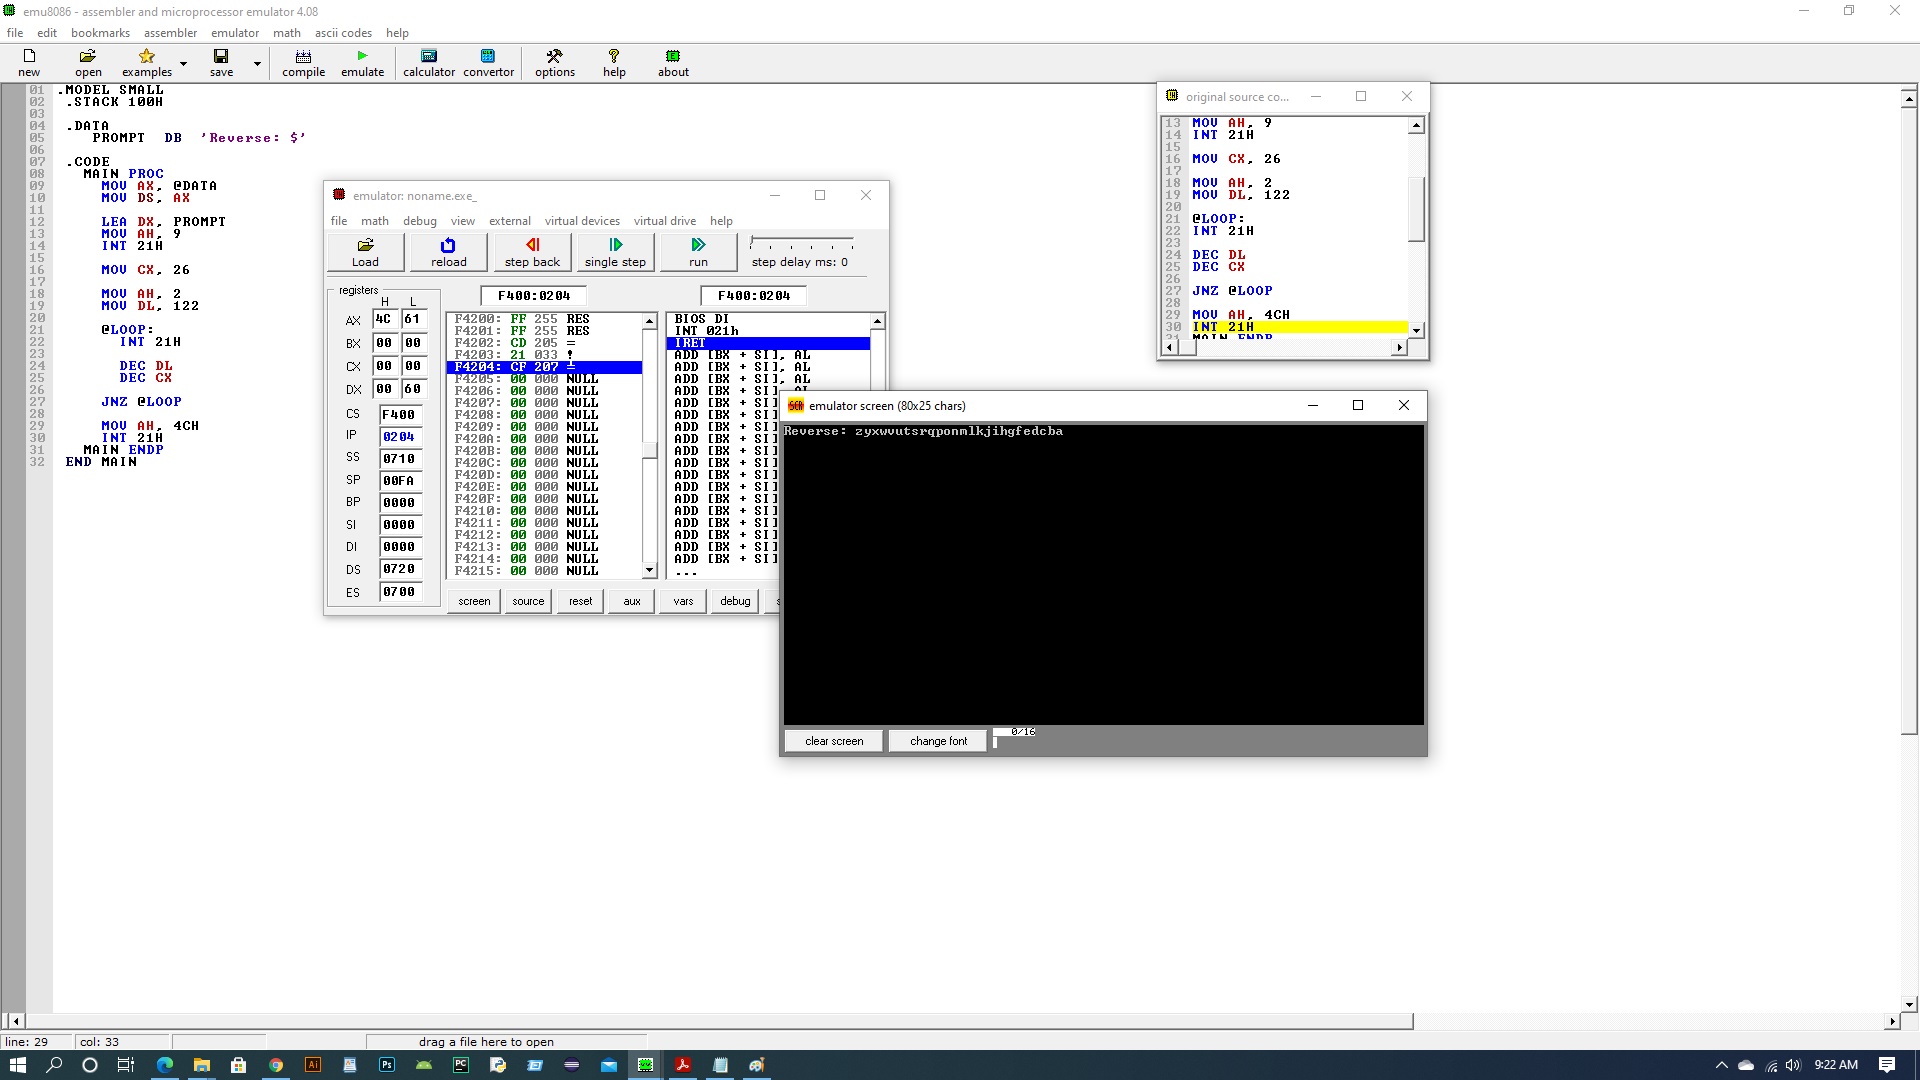 emu8086 - assembler and microprocessor emulator 4.08
file edit bookmarks assembler emulator math ascii codes help
new open examples save compile emulate calculator convertor options help about
01 .MODEL SMALL
02 .STACK 100H
03
04 .DATA
05 PROMPT DB 'Reverse: $'
06
07 .CODE
08 MAIN PROC
09 MOV AX, @DATA
10 MOV DS, AX
11
12 LEA DX, PROMPT
13 MOV AH, 9
14 INT 21H
15
16 MOV CX, 26
17
18 MOV AH, 2
19 MOV DL, 122
20
21 @LOOP:
22 INT 21H
23
24 DEC DL
25 DEC CX
26
27 JNZ @LOOP
28
29 MOV AH, 4CH
30 INT 21H
31 MAIN ENDP
32 END MAIN
emulator: noname.exe_
file math debug view external virtual devices virtual drive help
Load reload step back single step run step delay ms: 0
registers
H L
AX 4C 61
BX 00 00
CX 00 00
DX 00 60
CS F400
IP 0204
SS 0710
SP 00FA
BP 0000
SI 0000
DI 0000
DS 0720
ES 0700
F400:0204
F4200: FF 255 RES
F4201: FF 255 RES
F4202: CD 205 =
F4203: 21 033 !
F4204: CF 207 ╧
F4205: 00 000 NULL
F4206: 00 000 NULL
F4207: 00 000 NULL
F4208: 00 000 NULL
F4209: 00 000 NULL
F420A: 00 000 NULL
F420B: 00 000 NULL
F420C: 00 000 NULL
F420D: 00 000 NULL
F420E: 00 000 NULL
F420F: 00 000 NULL
F4210: 00 000 NULL
F4211: 00 000 NULL
F4212: 00 000 NULL
F4213: 00 000 NULL
F4214: 00 000 NULL
F4215: 00 000 NULL
F400:0204
BIOS DI
INT 021h
IRET
ADD [BX + SI], AL
ADD [BX + SI], AL
ADD [BX + SI], AL
ADD [BX + SI], AL
ADD [BX + SI]
ADD [BX + SI]
ADD [BX + SI]
ADD [BX + SI]
ADD [BX + SI]
ADD [BX + SI]
ADD [BX + SI]
ADD [BX + SI]
ADD [BX + SI]
ADD [BX + SI]
ADD [BX + SI]
ADD [BX + SI]
ADD [BX + SI]
ADD [BX + SI]
...
screen source reset aux vars debug
original source co...
13 MOV AH, 9
14 INT 21H
15
16 MOV CX, 26
17
18 MOV AH, 2
19 MOV DL, 122
20
21 @LOOP:
22 INT 21H
23
24 DEC DL
25 DEC CX
26
27 JNZ @LOOP
28
29 MOV AH, 4CH
30 INT 21H
31 MAIN ENDP
SCR emulator screen (80x25 chars)
Reverse: zyxwvutsrqponmlkjihgfedcba
clear screen change font 0/16
line: 29 col: 33 drag a file here to open
Ai Ps PC 9:22 AM